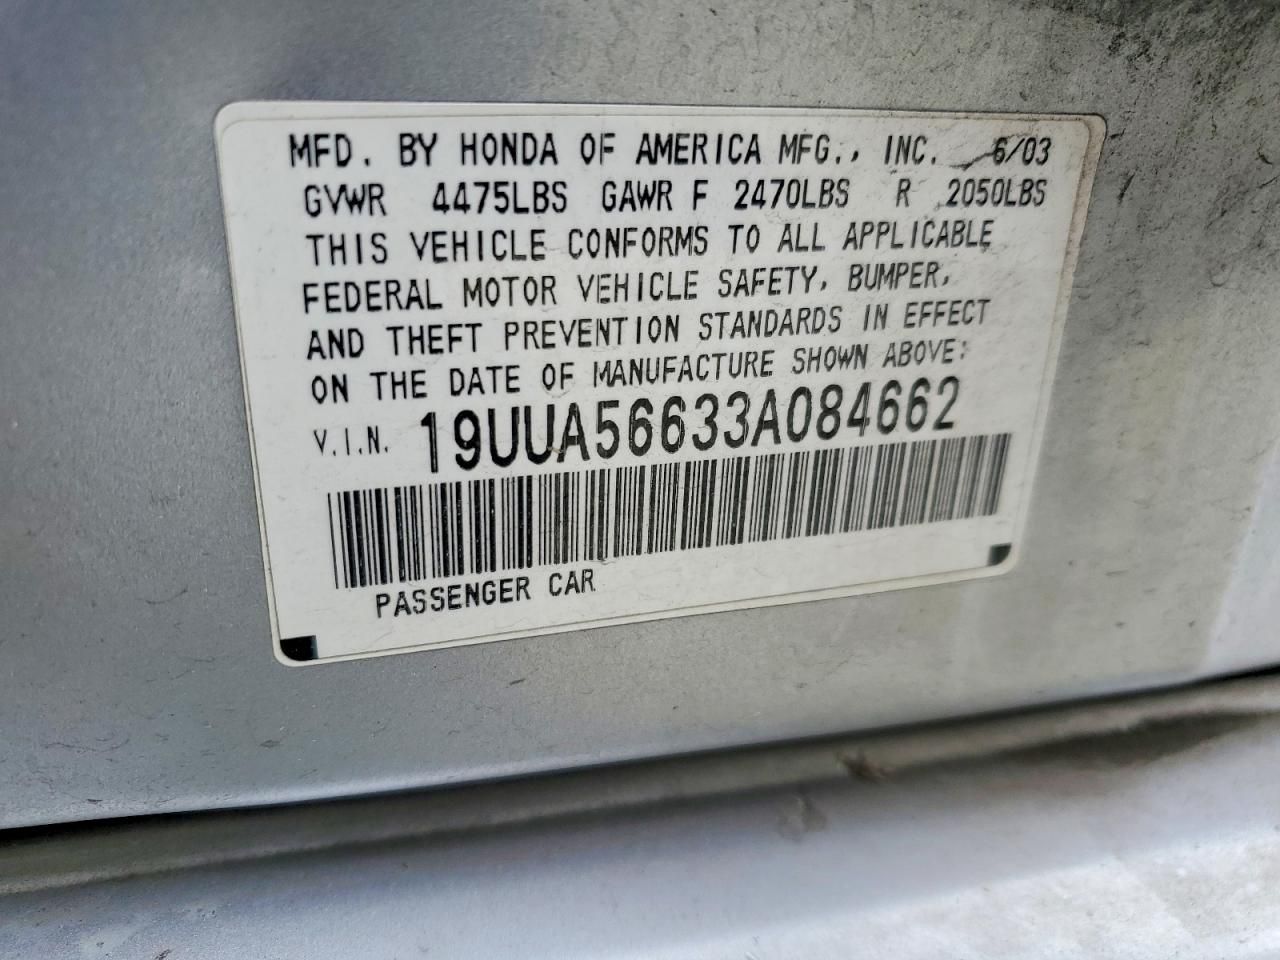 MFD. BY HONDA OF AMERICA MFG., INC. 6/03
GVWR 4475LBS GAWR F 2470LBS R 2050LBS
THIS VEHICLE CONFORMS TO ALL APPLICABLE
FEDERAL MOTOR VEHICLE SAFETY, BUMPER,
AND THEFT PREVENTION STANDARDS IN EFFECT
ON THE DATE OF MANUFACTURE SHOWN ABOVE:
V.I.N. 19UUA56633A084662
PASSENGER CAR